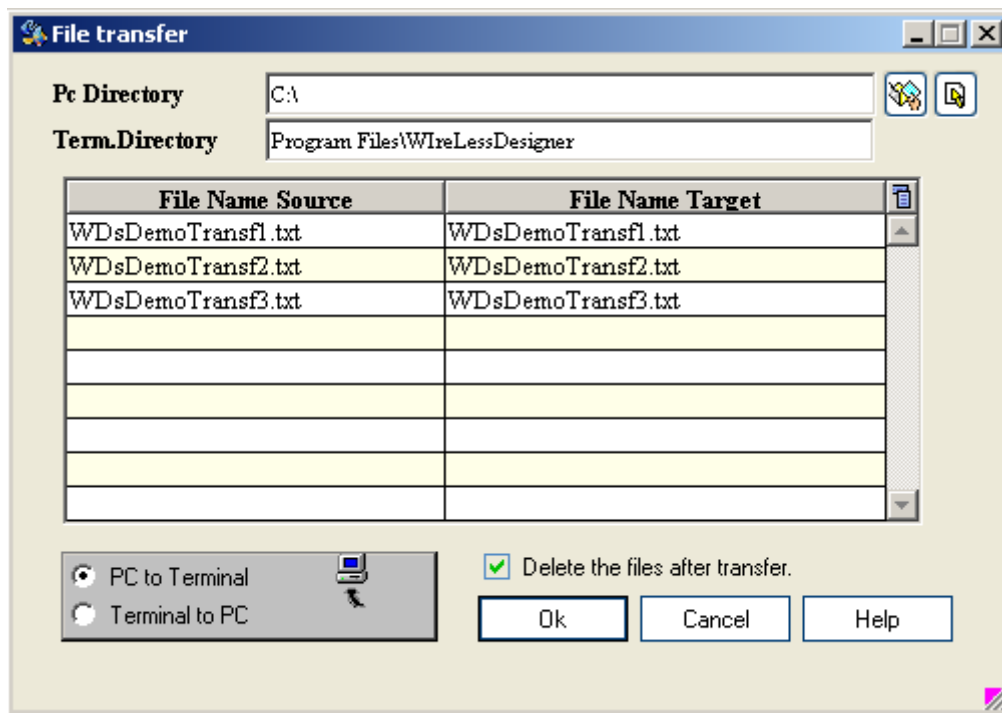 File transfer
Pc Directory C:\
Term.Directory Program Files\WIreLessDesigner
File Name Source File Name Target
WDsDemoTransf1.txt WDsDemoTransf1.txt
WDsDemoTransf2.txt WDsDemoTransf2.txt
WDsDemoTransf3.txt WDsDemoTransf3.txt
PC to Terminal
Terminal to PC
Delete the files after transfer.
Ok Cancel Help